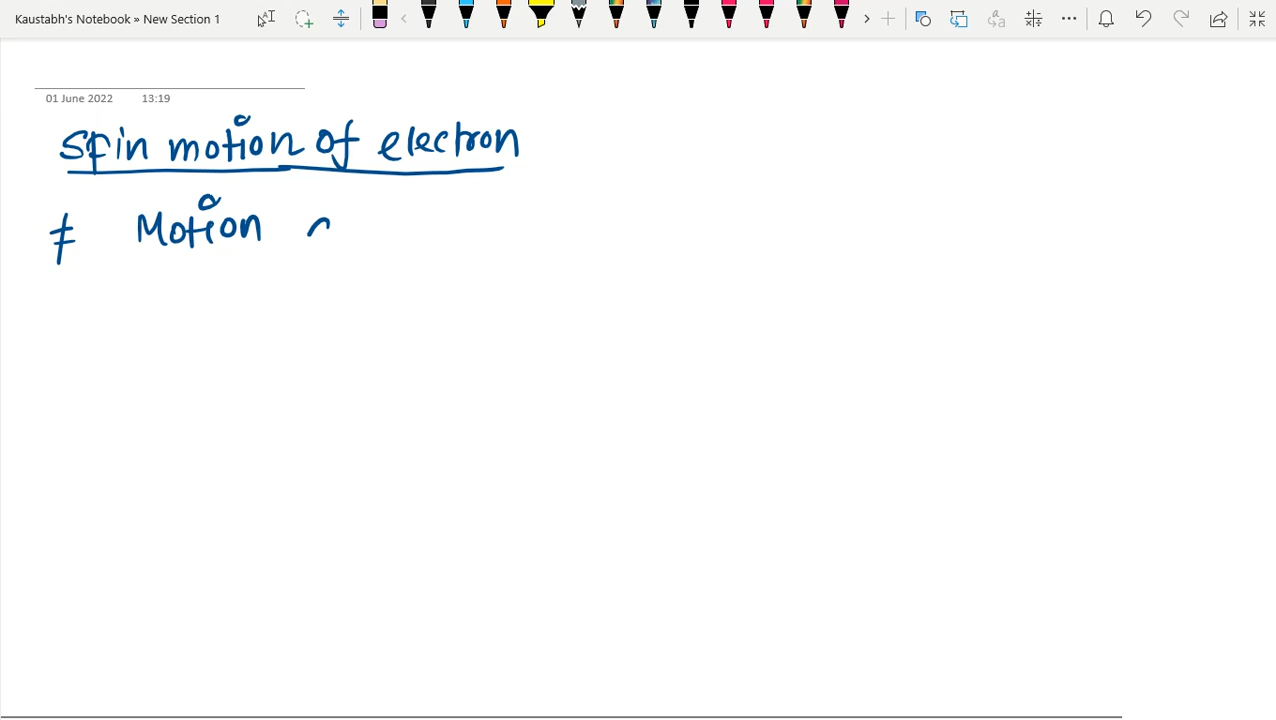 Kaustabh's Notebook » New Section 1
01 June 2022 13:19
Spin motion of electron
≠ Motion